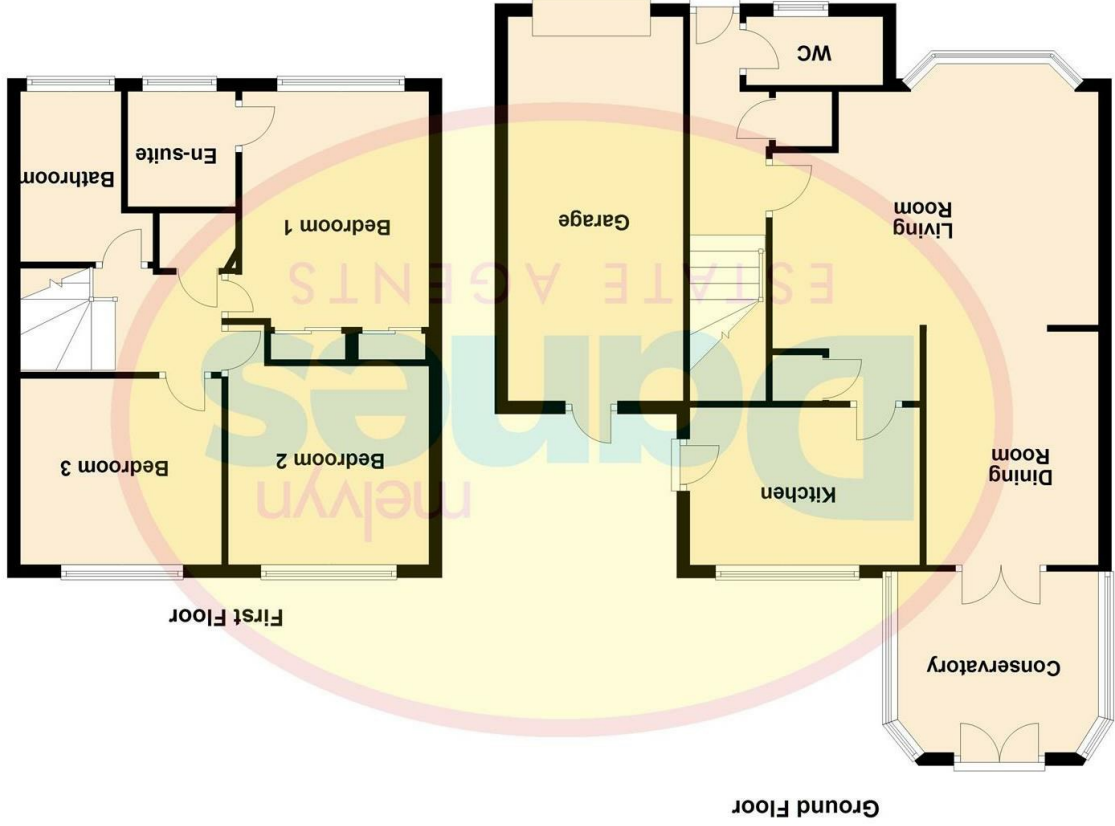 Ground Floor
Conservatory
Dining
Room
Kitchen
Living
Room
Garage
WC
First Floor
Bedroom 2
Bedroom 3
Bedroom 1
En-suite
Bathroom
melvyn
Danes
ESTATE AGENTS